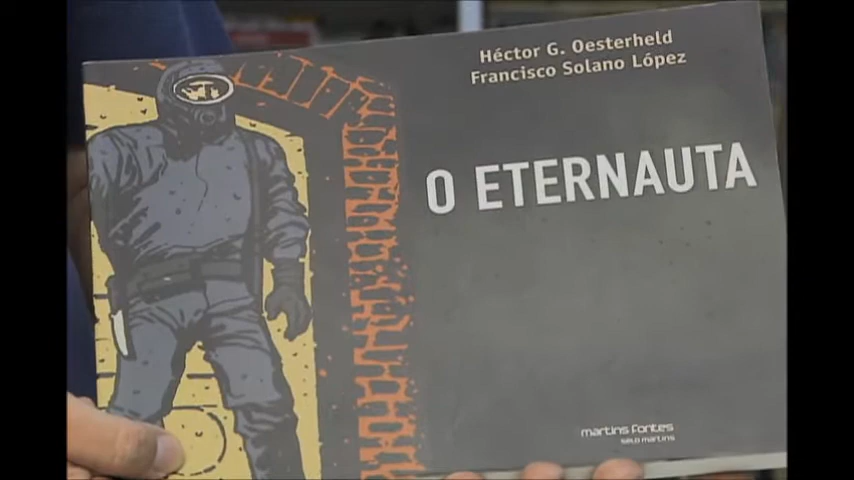 Héctor G. Oesterheld
Francisco Solano López
O ETERNAUTA
martins fontes
selo martins